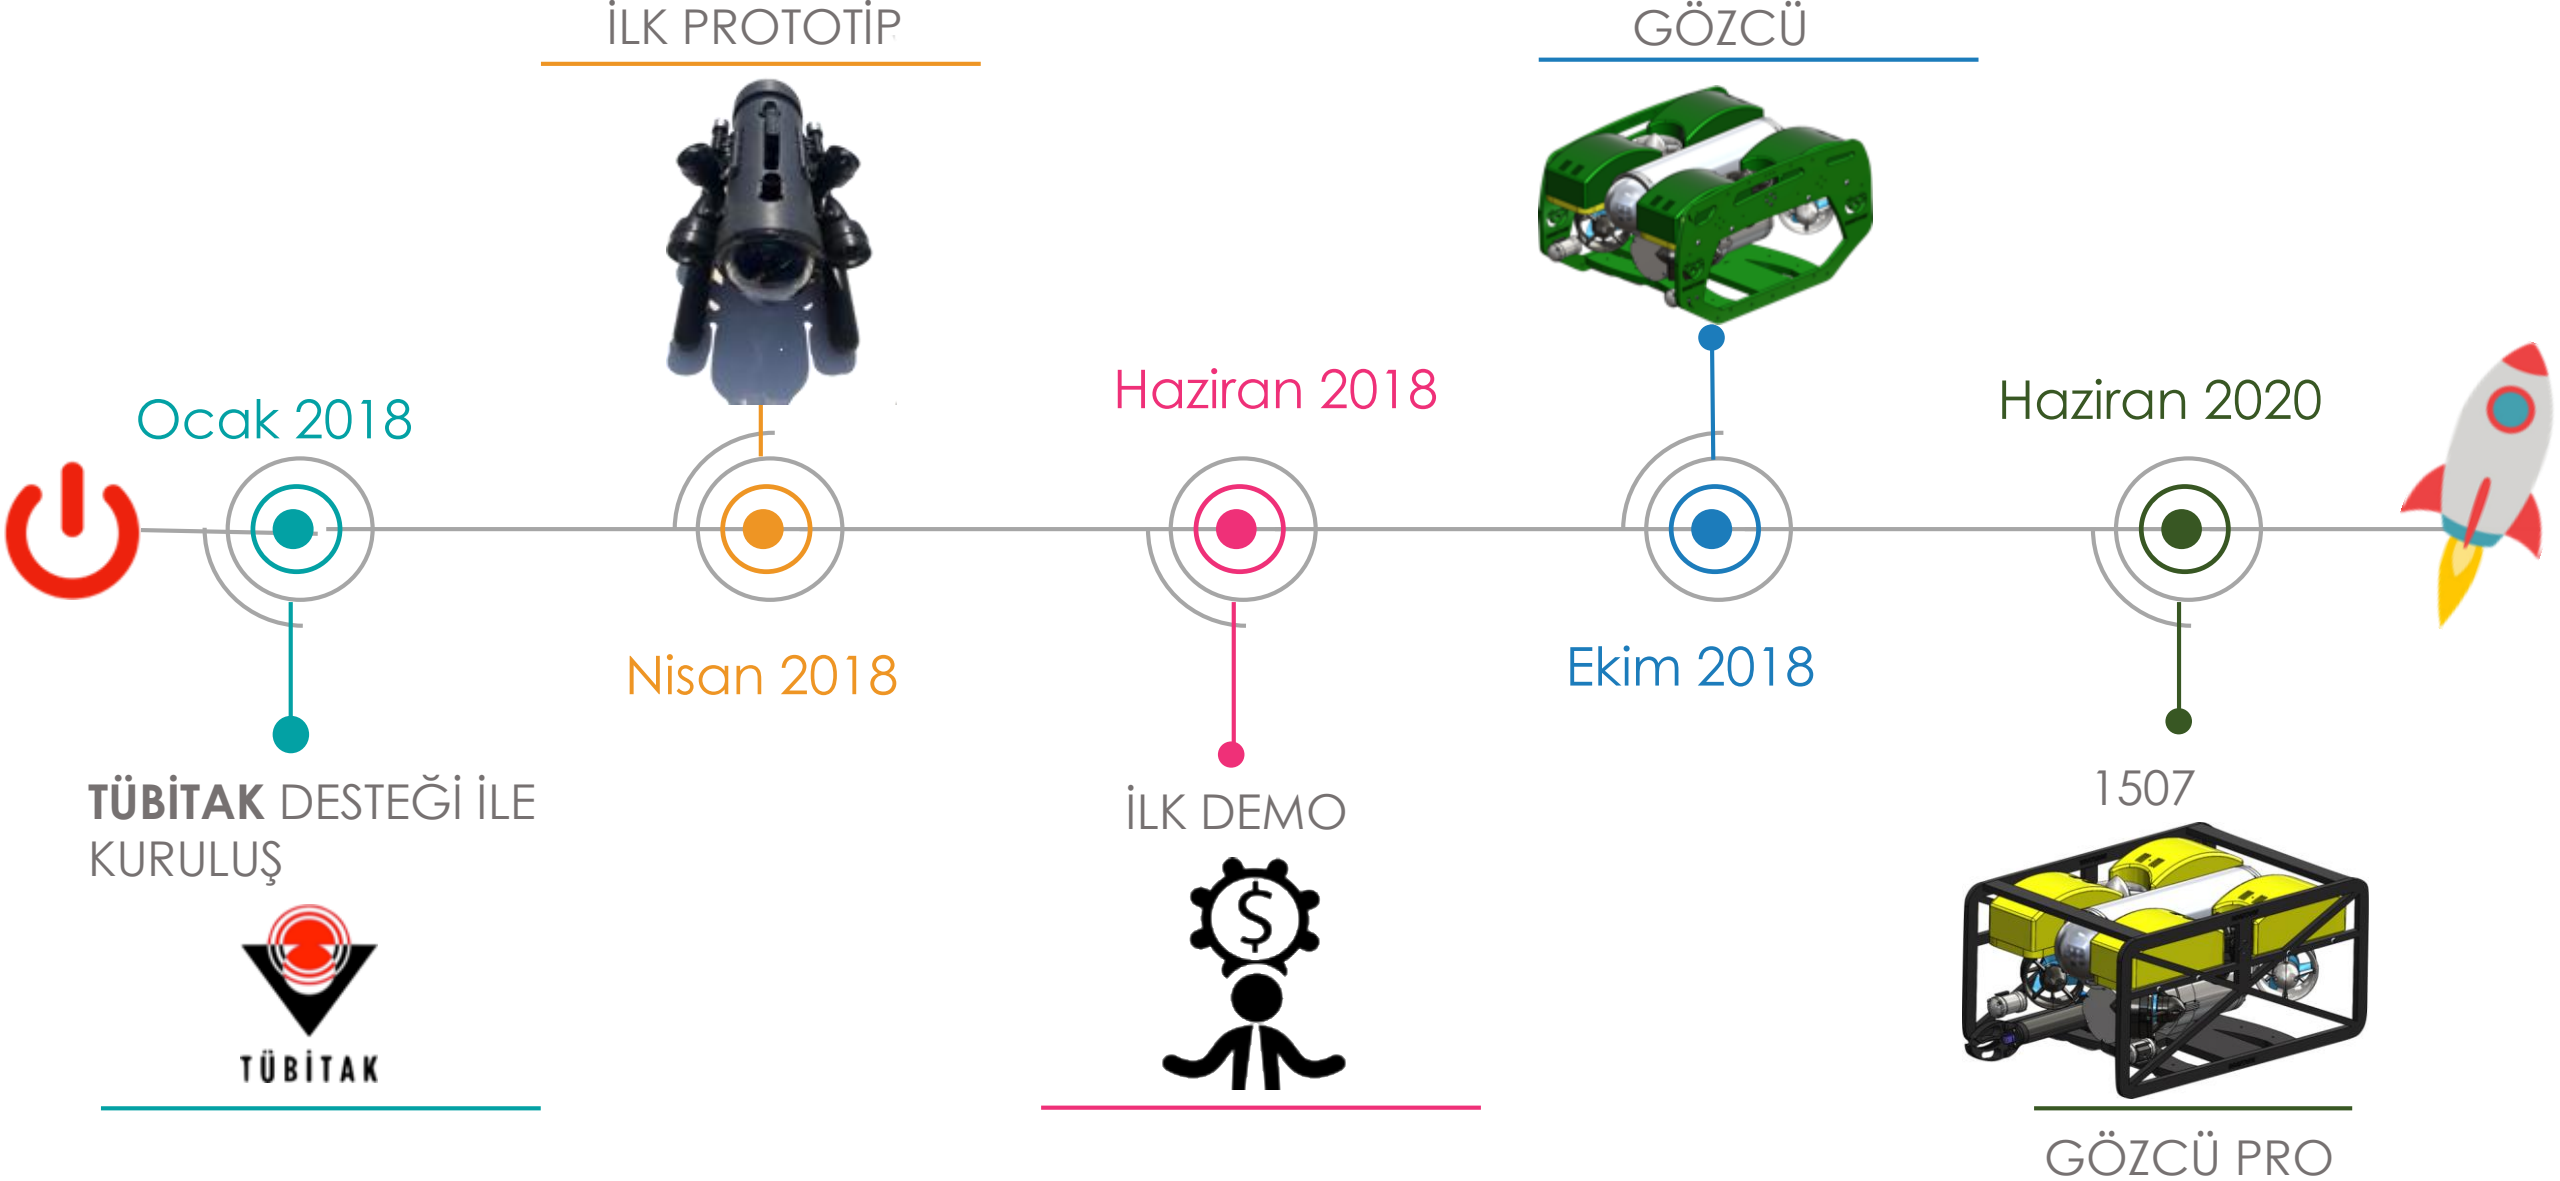 İLK PROTOTİP
GÖZCÜ
Ocak 2018
Haziran 2018
Haziran 2020
Nisan 2018
Ekim 2018
TÜBİTAK DESTEĞİ İLE
KURULUŞ
İLK DEMO
1507
$
TÜBİTAK
GÖZCÜ PRO